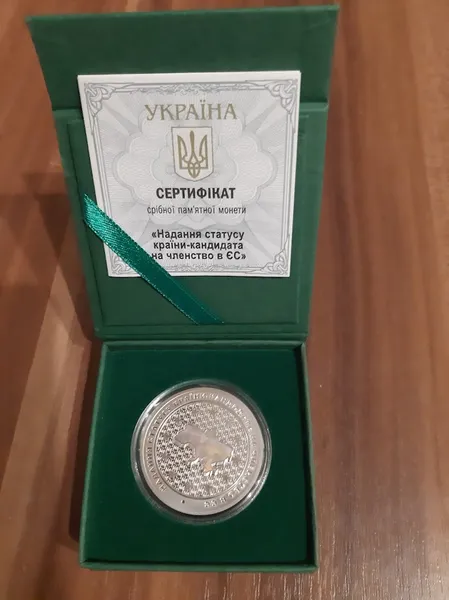 УКРАЇНА
СЕРТИФІКАТ
срібної пам'ятної монети
«Надання статусу
країни-кандидата
на членство в ЄС»